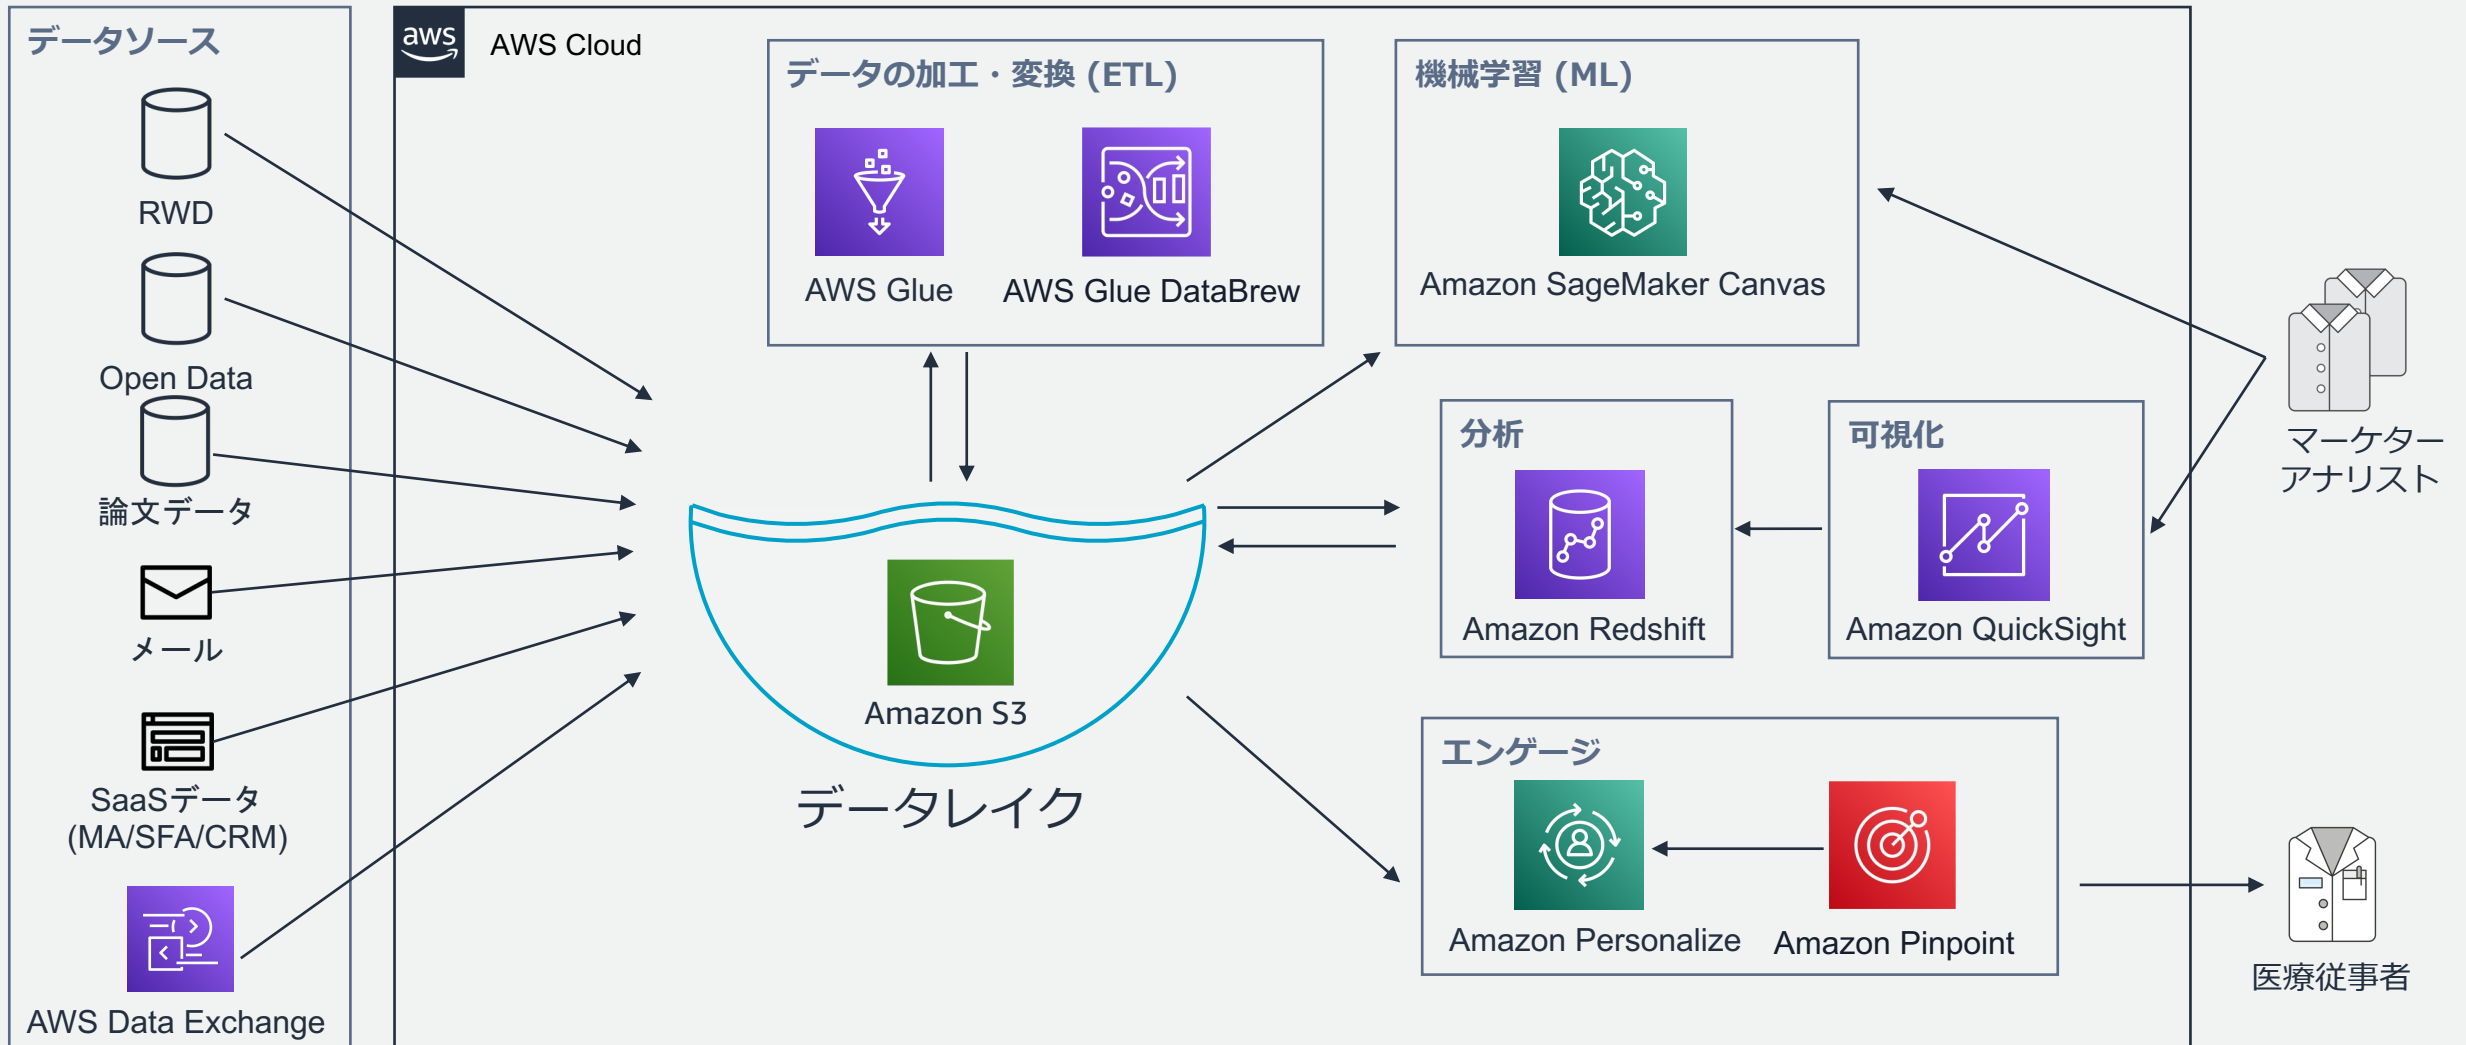 データソース
RWD
Open Data
論文データ
メール
SaaSデータ
(MA/SFA/CRM)
AWS Data Exchange
aws
AWS Cloud
データの加工・変換 (ETL)
AWS Glue
AWS Glue DataBrew
機械学習 (ML)
Amazon SageMaker Canvas
Amazon S3
データレイク
分析
Amazon Redshift
可視化
Amazon QuickSight
エンゲージ
Amazon Personalize
Amazon Pinpoint
マーケター
アナリスト
医療従事者